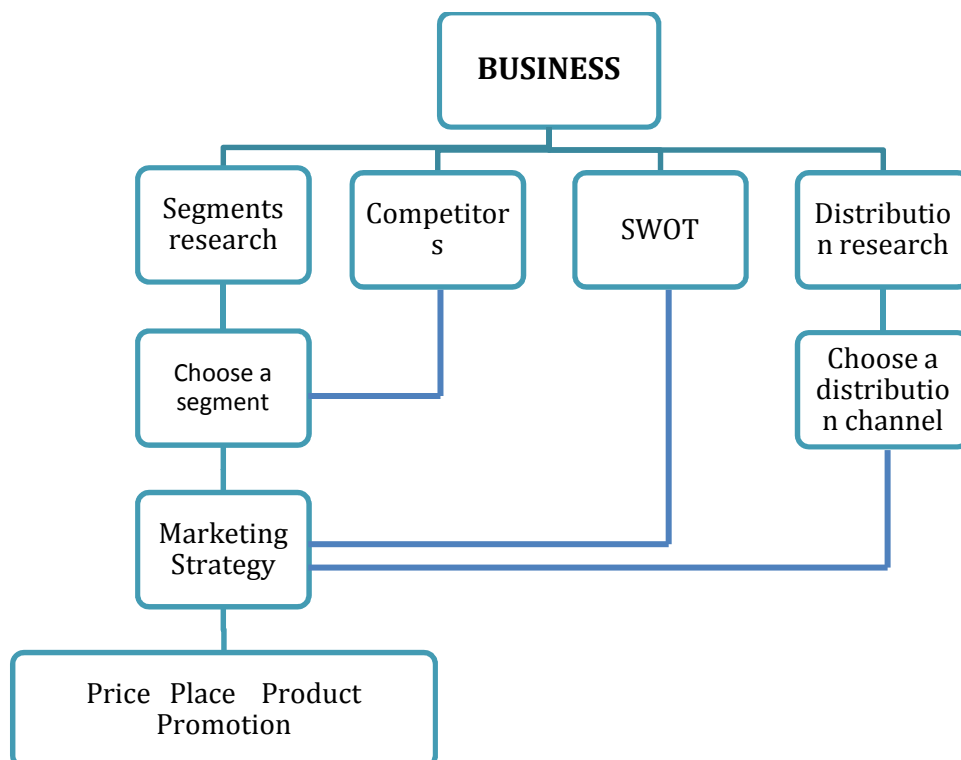 BUSINESS
Segments
research
Competitor
s
SWOT
Distributio
n research
Choose a
segment
Choose a
distributio
n channel
Marketing
Strategy
Price Place Product
Promotion